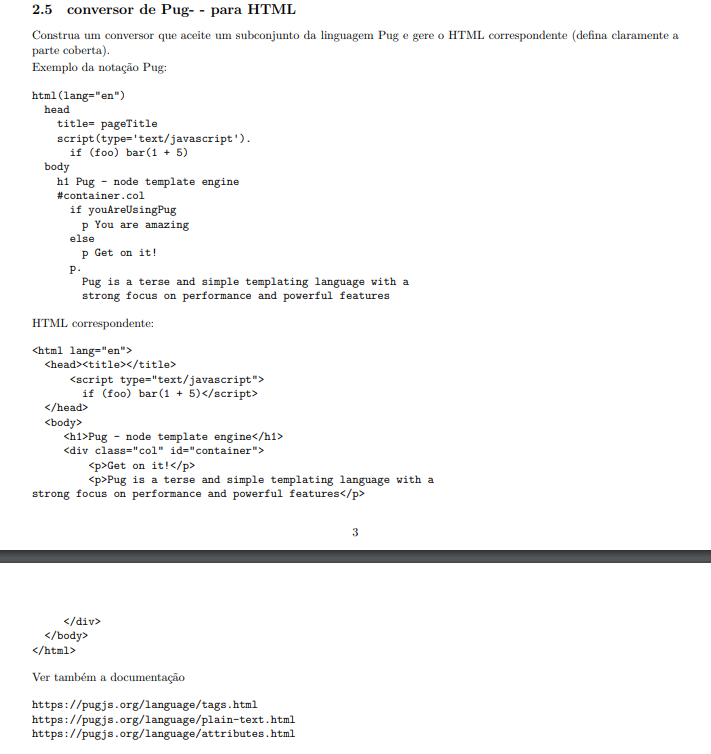 2.5 conversor de Pug- - para HTML
Construa um conversor que aceite um subconjunto da linguagem Pug e gere o HTML correspondente (defina claramente a
parte coberta).
Exemplo da notação Pug:
html(lang="en")
  head
    title= pageTitle
    script(type='text/javascript').
      if (foo) bar(1 + 5)
  body
    h1 Pug - node template engine
    #container.col
      if youAreUsingPug
        p You are amazing
      else
        p Get on it!
      p.
        Pug is a terse and simple templating language with a
        strong focus on performance and powerful features
HTML correspondente:
<html lang="en">
  <head><title></title>
      <script type="text/javascript">
        if (foo) bar(1 + 5)</script>
  </head>
  <body>
     <h1>Pug - node template engine</h1>
     <div class="col" id="container">
         <p>Get on it!</p>
         <p>Pug is a terse and simple templating language with a
strong focus on performance and powerful features</p>
3
     </div>
  </body>
</html>
Ver também a documentação
https://pugjs.org/language/tags.html
https://pugjs.org/language/plain-text.html
https://pugjs.org/language/attributes.html